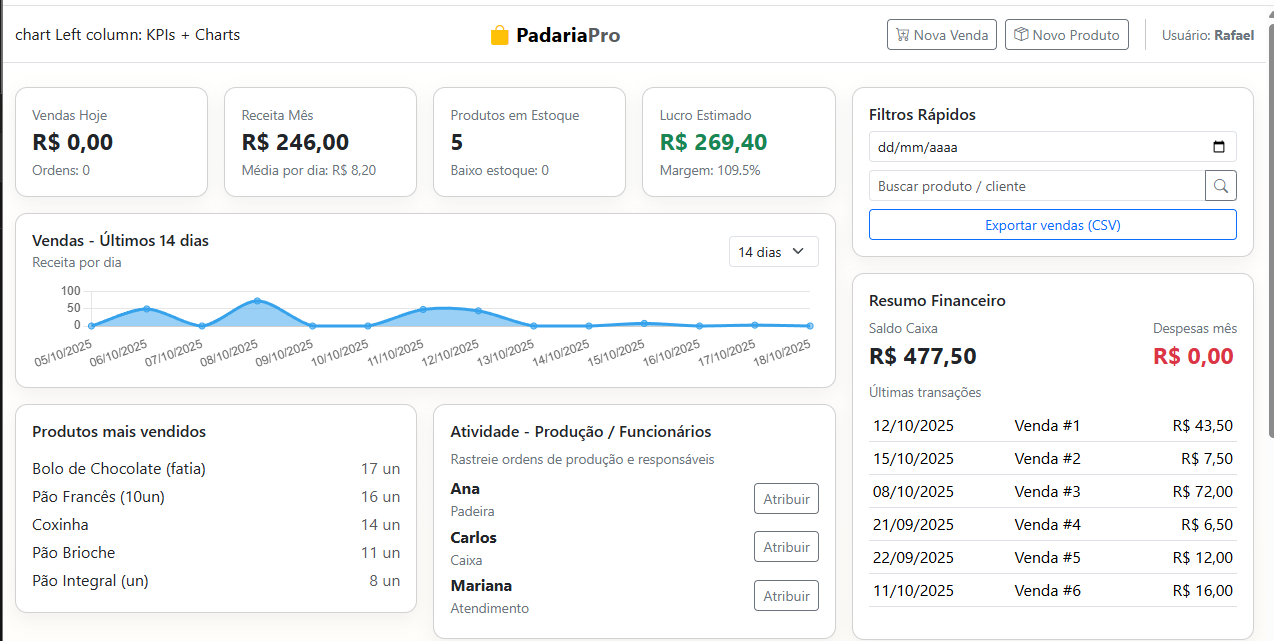 chart Left column: KPIs + Charts
PadariaPro
Nova Venda
Novo Produto
Usuário: Rafael
Vendas Hoje
R$ 0,00
Ordens: 0
Receita Mês
R$ 246,00
Média por dia: R$ 8,20
Produtos em Estoque
5
Baixo estoque: 0
Lucro Estimado
R$ 269,40
Margem: 109.5%
Filtros Rápidos
dd/mm/aaaa
Buscar produto / cliente
Exportar vendas (CSV)
Vendas - Últimos 14 dias
Receita por dia
14 dias
100
50
0
05/10/2025 06/10/2025 07/10/2025 08/10/2025 09/10/2025 10/10/2025 11/10/2025 12/10/2025 13/10/2025 14/10/2025 15/10/2025 16/10/2025 17/10/2025 18/10/2025
Resumo Financeiro
Saldo Caixa Despesas mês
R$ 477,50 R$ 0,00
Últimas transações
12/10/2025 Venda #1 R$ 43,50
15/10/2025 Venda #2 R$ 7,50
08/10/2025 Venda #3 R$ 72,00
21/09/2025 Venda #4 R$ 6,50
22/09/2025 Venda #5 R$ 12,00
11/10/2025 Venda #6 R$ 16,00
Produtos mais vendidos
Bolo de Chocolate (fatia) 17 un
Pão Francês (10un) 16 un
Coxinha 14 un
Pão Brioche 11 un
Pão Integral (un) 8 un
Atividade - Produção / Funcionários
Rastreie ordens de produção e responsáveis
Ana
Padeira
Atribuir
Carlos
Caixa
Atribuir
Mariana
Atendimento
Atribuir